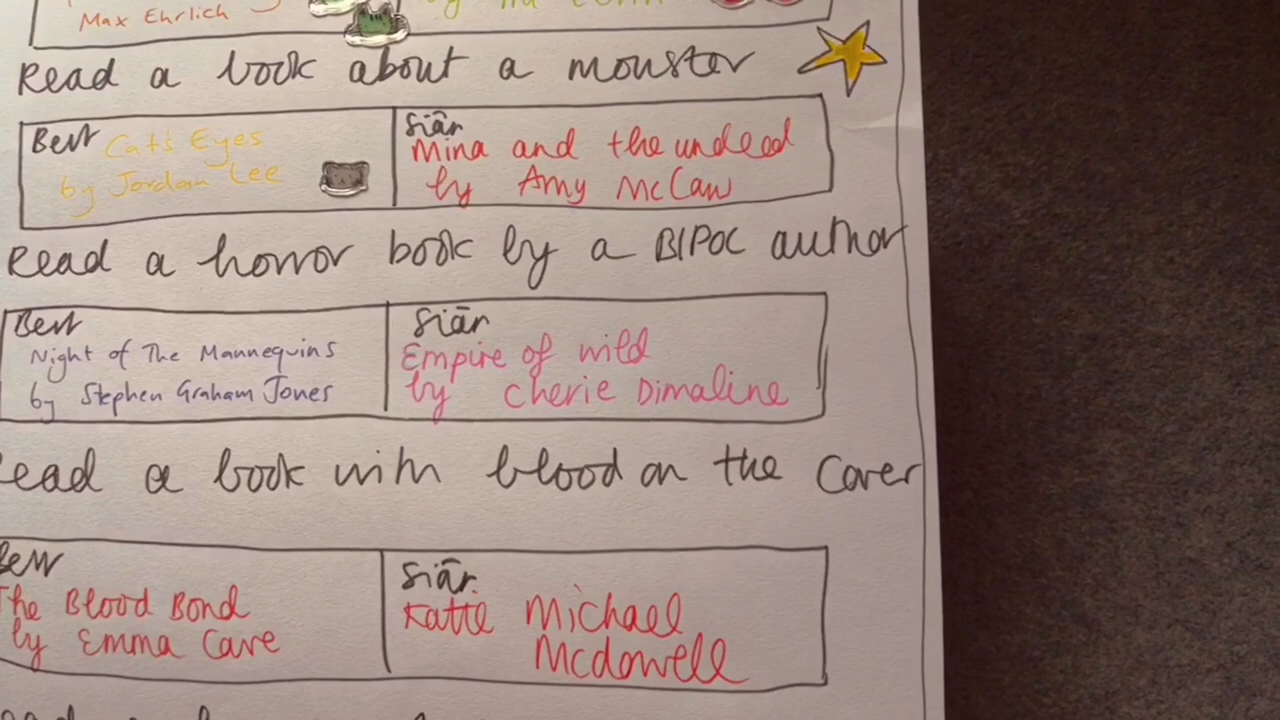 Max Ehrlich
by
Read a book about a monster
Best Cat's Eyes
by Jordan Lee
Siân
Mina and the undead
by Amy McCaw
Read a horror book by a BIPOC author
Best
Night of The Mannequins
by Stephen Graham Jones
Siân
Empire of wild
by Cherie Dimaline
Read a book with blood on the cover
Best
The Blood Bond
by Emma Cave
Siân
Katie Michael
Mcdowell